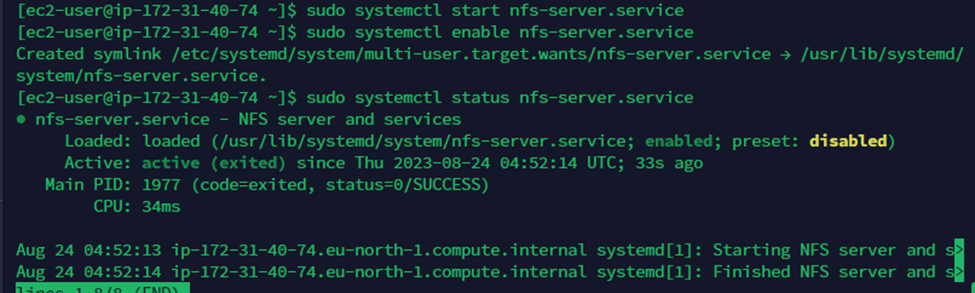 [ec2-user@ip-172-31-40-74 ~]$ sudo systemctl start nfs-server.service
[ec2-user@ip-172-31-40-74 ~]$ sudo systemctl enable nfs-server.service
Created symlink /etc/systemd/system/multi-user.target.wants/nfs-server.service → /usr/lib/systemd/
system/nfs-server.service.
[ec2-user@ip-172-31-40-74 ~]$ sudo systemctl status nfs-server.service
● nfs-server.service - NFS server and services
Loaded: loaded (/usr/lib/systemd/system/nfs-server.service; enabled; preset: disabled)
Active: active (exited) since Thu 2023-08-24 04:52:14 UTC; 33s ago
Main PID: 1977 (code=exited, status=0/SUCCESS)
CPU: 34ms
Aug 24 04:52:13 ip-172-31-40-74.eu-north-1.compute.internal systemd[1]: Starting NFS server and s>
Aug 24 04:52:14 ip-172-31-40-74.eu-north-1.compute.internal systemd[1]: Finished NFS server and s>
lines 1-8/8 (END)